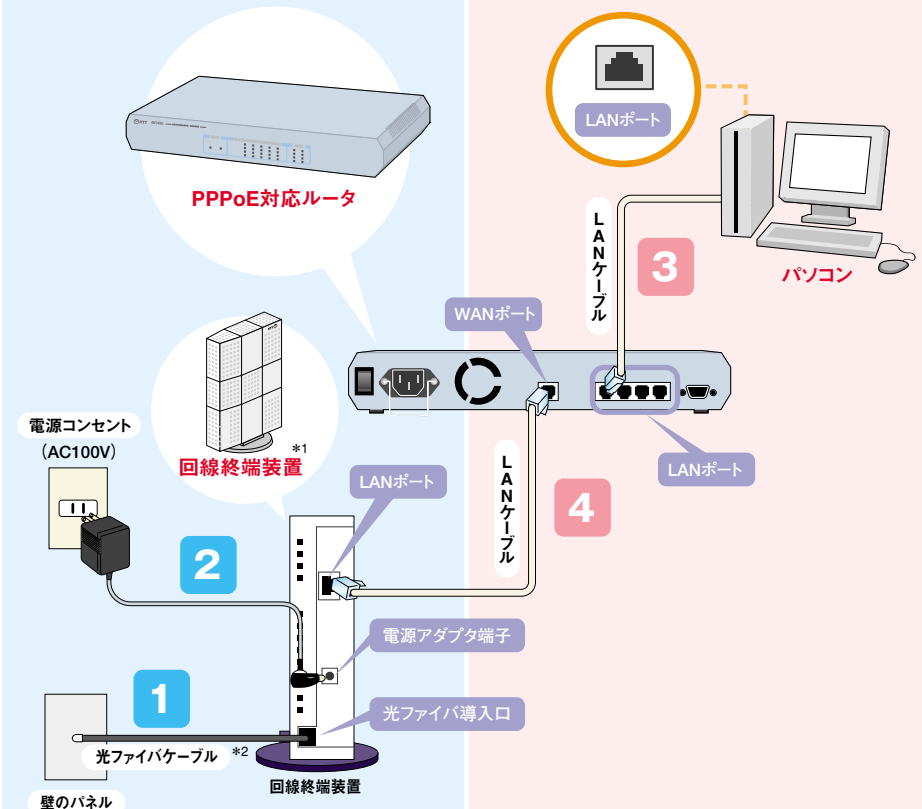 LANポート
PPPoE対応ルータ
LANケーブル
3
パソコン
WANポート
電源コンセント
(AC100V)
*1
回線終端装置
LANポート
LANケーブル
4
LANポート
2
電源アダプタ端子
1
光ファイバ導入口
光ファイバケーブル *2
回線終端装置
壁のパネル